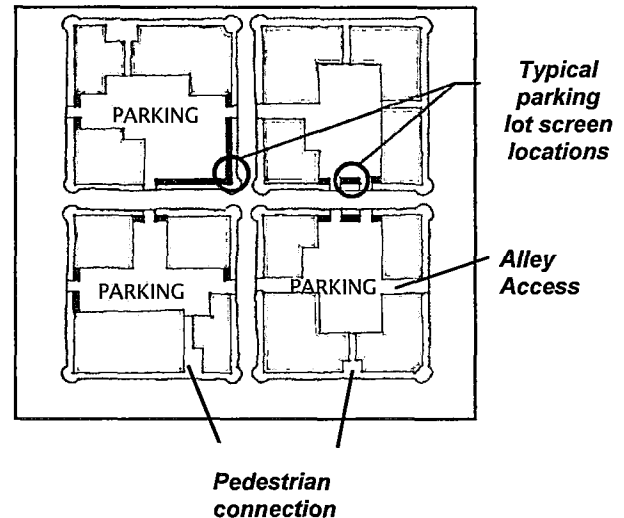 Typical
parking
lot screen
locations
PARKING
PARKING
PARKING
Alley
Access
Pedestrian
connection